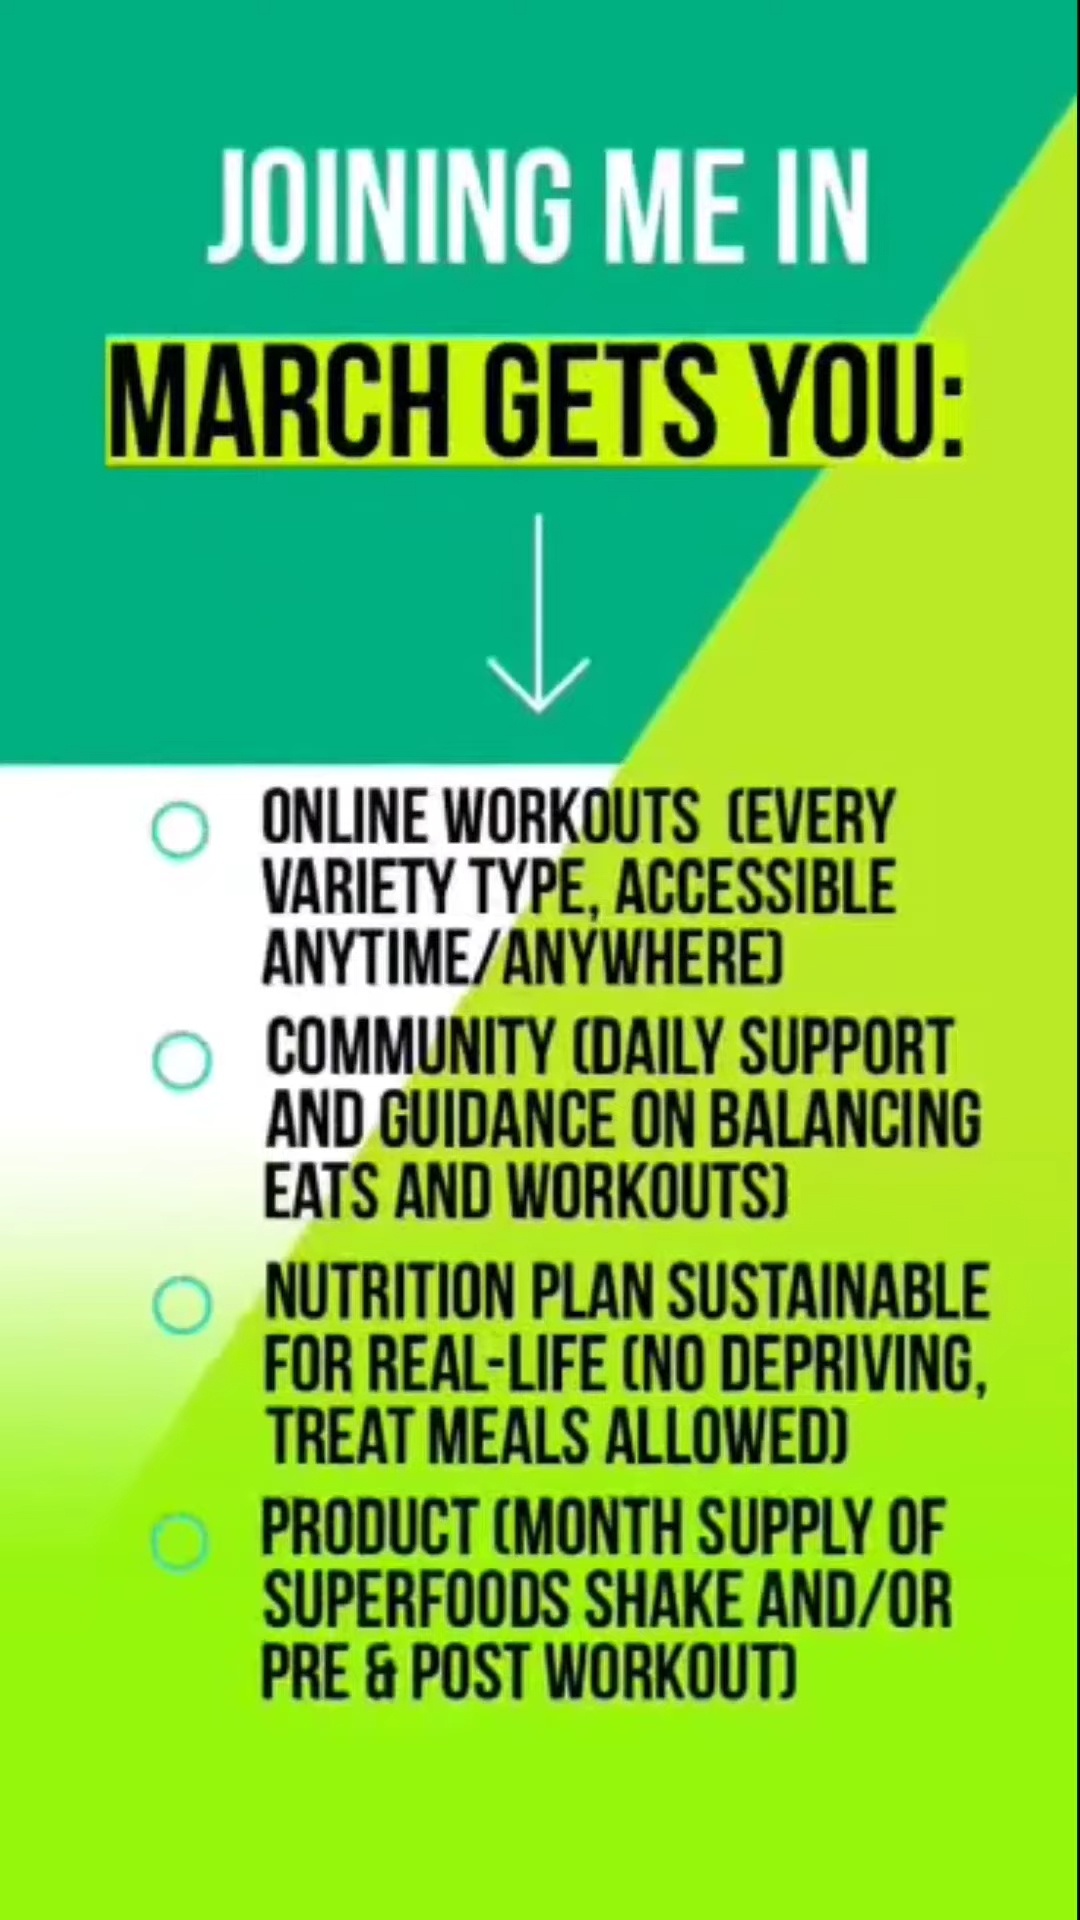 JOINING ME IN
MARCH GETS YOU:
ONLINE WORKOUTS (EVERY
VARIETY TYPE, ACCESSIBLE
ANYTIME/ANYWHERE)
COMMUNITY (DAILY SUPPORT
AND GUIDANCE ON BALANCING
EATS AND WORKOUTS)
NUTRITION PLAN SUSTAINABLE
FOR REAL-LIFE (NO DEPRIVING,
TREAT MEALS ALLOWED)
PRODUCT (MONTH SUPPLY OF
SUPERFOODS SHAKE AND/OR
PRE & POST WORKOUT)